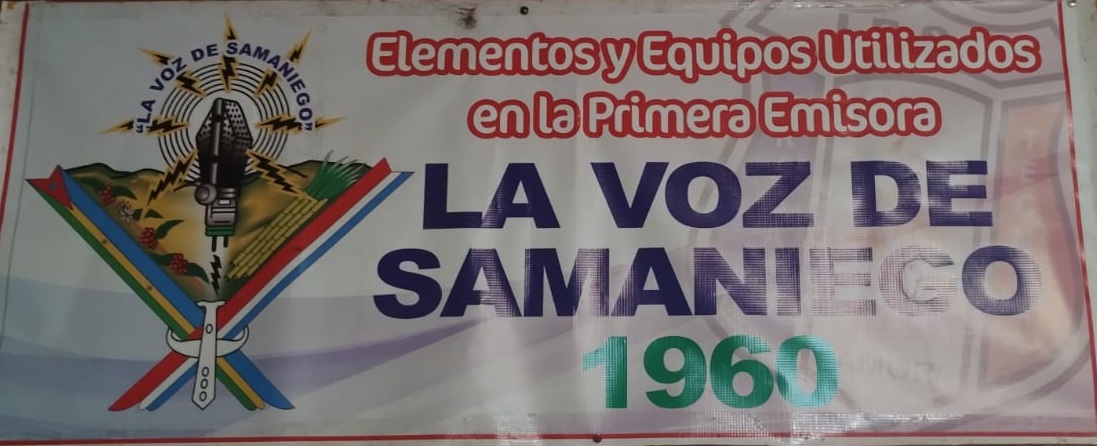 "LA VOZ DE SAMANIEGO"
Elementos y Equipos Utilizados
en la Primera Emisora
LA VOZ DE
SAMANIEGO
1960